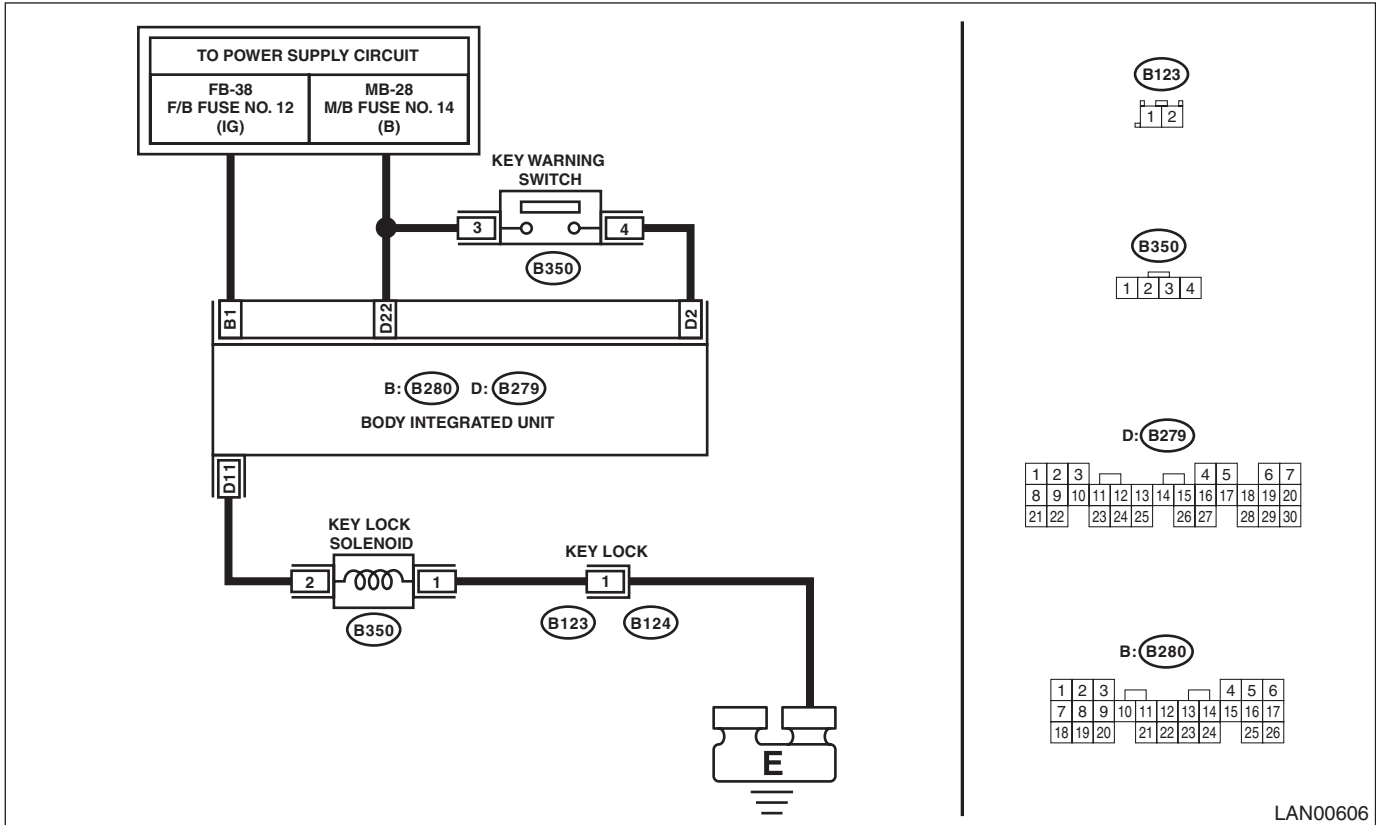 TO POWER SUPPLY CIRCUIT
FB-38
F/B FUSE NO. 12
(IG)
MB-28
M/B FUSE NO. 14
(B)
KEY WARNING
SWITCH
3
4
B350
B1
D22
D2
B: B280 D: B279
BODY INTEGRATED UNIT
D11
KEY LOCK
SOLENOID
2
1
B350
KEY LOCK
1
B123
B124
E
B123
1 2
B350
1 2 3 4
D: B279
1 2 3 4 5 6 7
8 9 10 11 12 13 14 15 16 17 18 19 20
21 22 23 24 25 26 27 28 29 30
B: B280
1 2 3 4 5 6
7 8 9 10 11 12 13 14 15 16 17
18 19 20 21 22 23 24 25 26
LAN00606